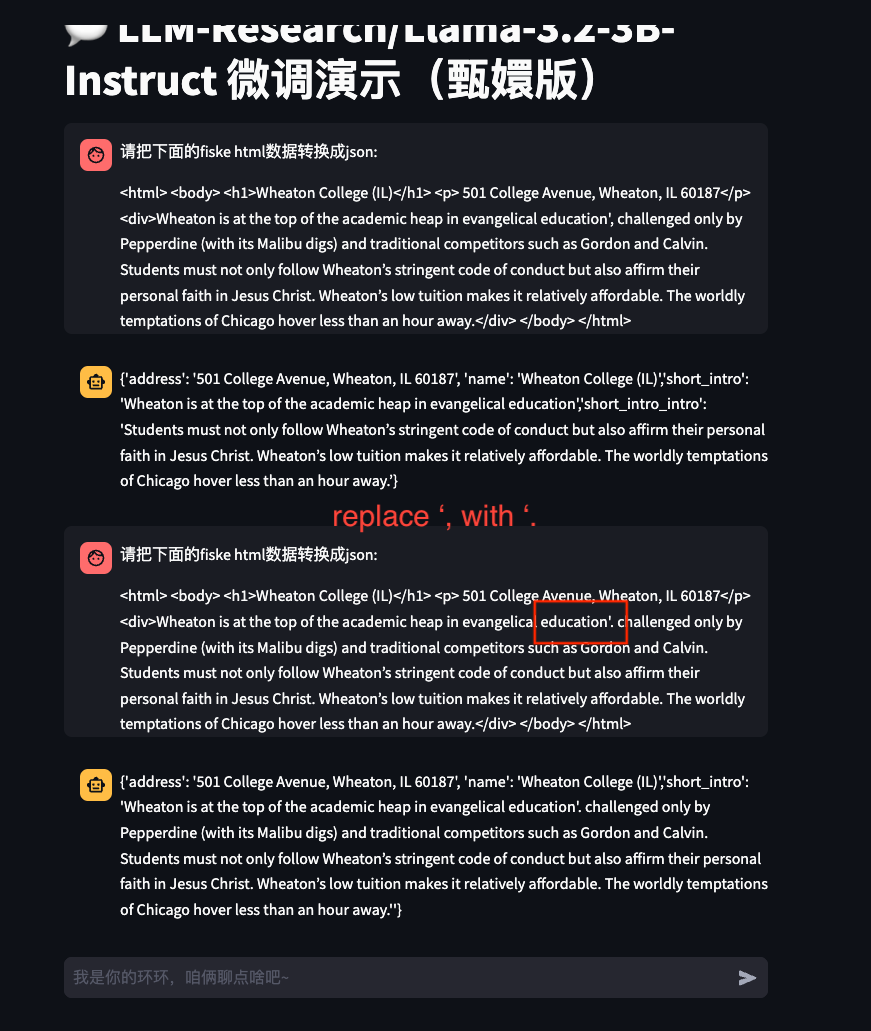 LLM-Research/Llama-3.2-3B-
Instruct 微调演示（甄嬛版）
请把下面的fiske html数据转换成json:
<html> <body> <h1>Wheaton College (IL)</h1> <p> 501 College Avenue, Wheaton, IL 60187</p>
<div>Wheaton is at the top of the academic heap in evangelical education', challenged only by
Pepperdine (with its Malibu digs) and traditional competitors such as Gordon and Calvin.
Students must not only follow Wheaton’s stringent code of conduct but also affirm their
personal faith in Jesus Christ. Wheaton’s low tuition makes it relatively affordable. The worldly
temptations of Chicago hover less than an hour away.</div> </body> </html>
{'address': '501 College Avenue, Wheaton, IL 60187', 'name': 'Wheaton College (IL)','short_intro':
'Wheaton is at the top of the academic heap in evangelical education','short_intro_intro':
'Students must not only follow Wheaton’s stringent code of conduct but also affirm their personal
faith in Jesus Christ. Wheaton’s low tuition makes it relatively affordable. The worldly temptations
of Chicago hover less than an hour away.’}
replace ‘, with ‘.
请把下面的fiske html数据转换成json:
<html> <body> <h1>Wheaton College (IL)</h1> <p> 501 College Avenue, Wheaton, IL 60187</p>
<div>Wheaton is at the top of the academic heap in evangelical education'. challenged only by
Pepperdine (with its Malibu digs) and traditional competitors such as Gordon and Calvin.
Students must not only follow Wheaton’s stringent code of conduct but also affirm their
personal faith in Jesus Christ. Wheaton’s low tuition makes it relatively affordable. The worldly
temptations of Chicago hover less than an hour away.</div> </body> </html>
{'address': '501 College Avenue, Wheaton, IL 60187', 'name': 'Wheaton College (IL)','short_intro':
'Wheaton is at the top of the academic heap in evangelical education'. challenged only by
Pepperdine (with its Malibu digs) and traditional competitors such as Gordon and Calvin.
Students must not only follow Wheaton’s stringent code of conduct but also affirm their personal
faith in Jesus Christ. Wheaton’s low tuition makes it relatively affordable. The worldly temptations
of Chicago hover less than an hour away.''}
我是你的环环，咱俩聊点啥吧~